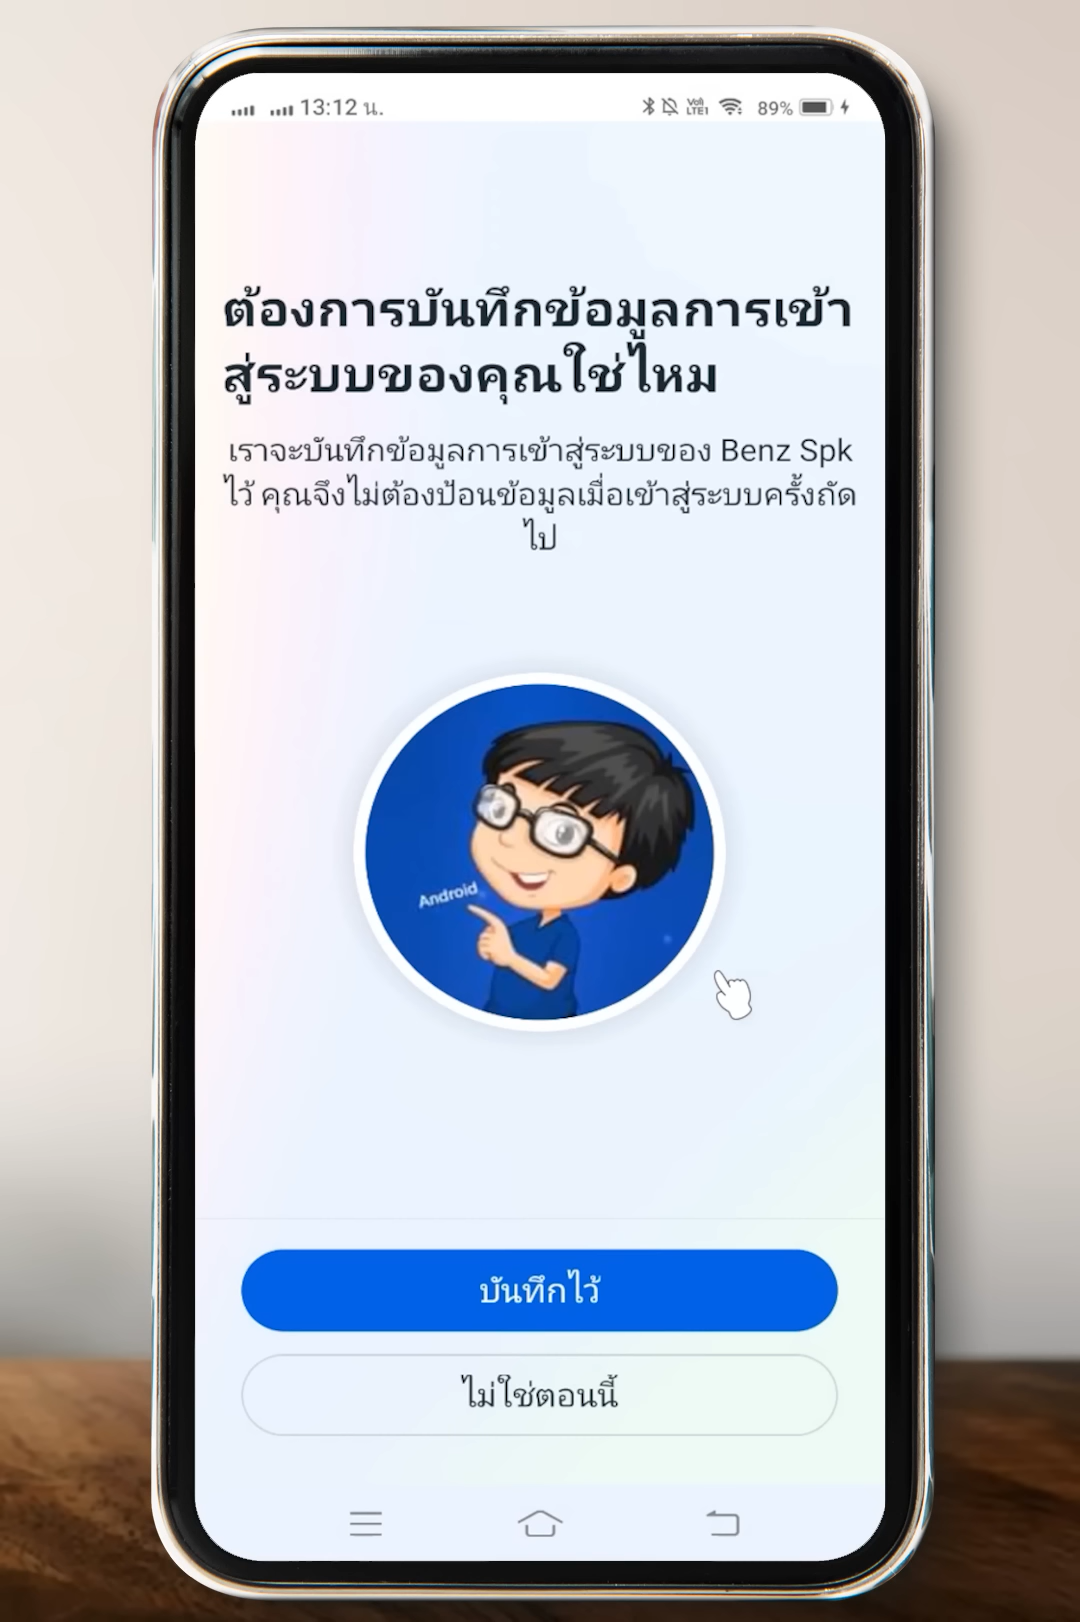 13:12 น.
VoLTE1
89%
ต้องการบันทึกข้อมูลการเข้า
สู่ระบบของคุณใช่ไหม
เราจะบันทึกข้อมูลการเข้าสู่ระบบของ Benz Spk
ไว้ คุณจึงไม่ต้องป้อนข้อมูลเมื่อเข้าสู่ระบบครั้งถัด
ไป
Android
บันทึกไว้
ไม่ใช่ตอนนี้